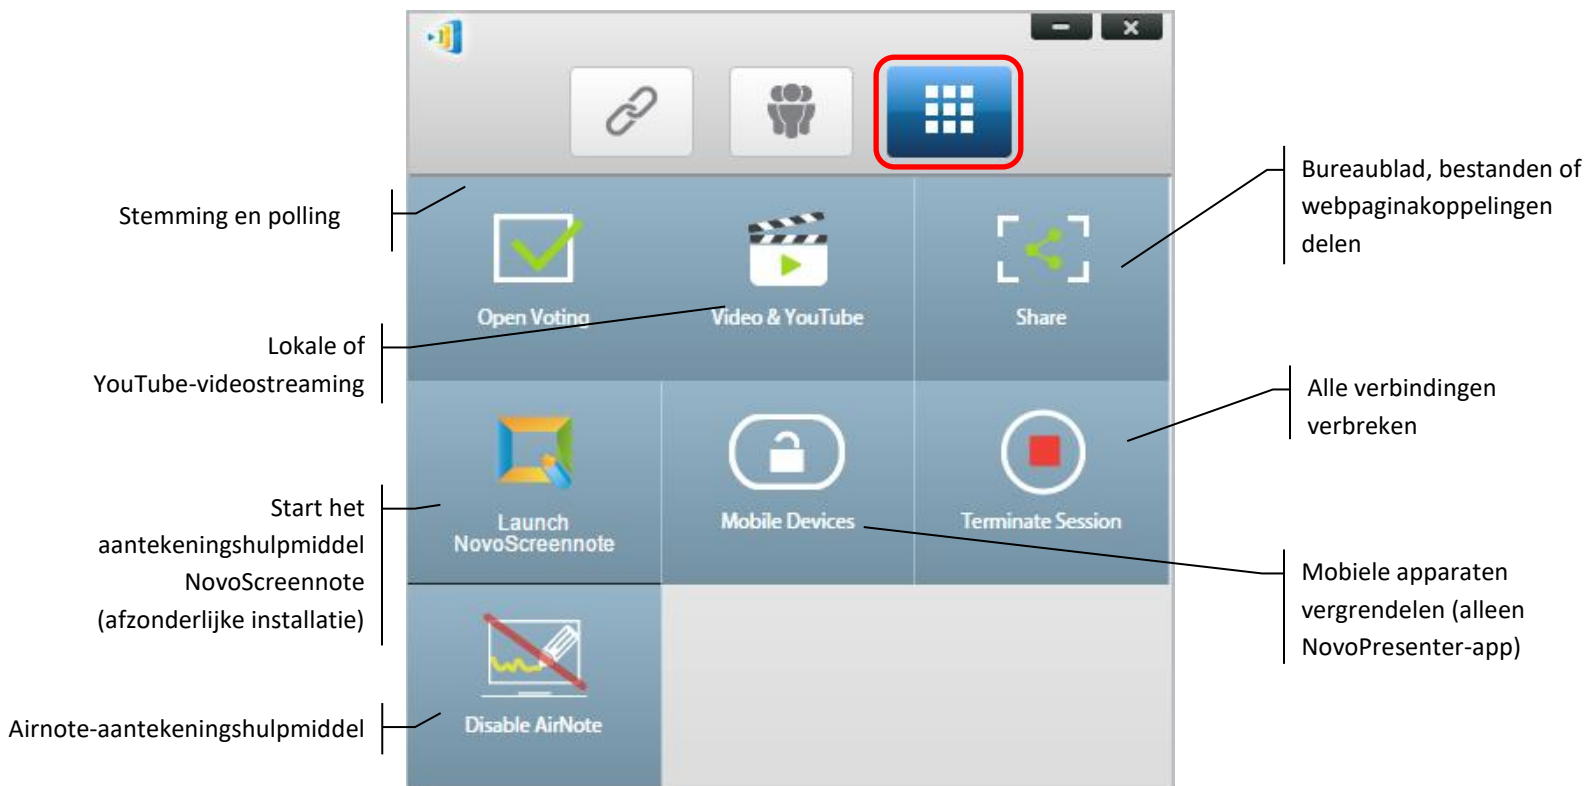 Stemming en polling
Lokale of
YouTube-videostreaming
Start het
aantekeningshulpmiddel
NovoScreennote
(afzonderlijke installatie)
Airnote-aantekeningshulpmiddel
Open Voting
Video & YouTube
Share
Launch
NovoScreennote
Mobile Devices
Terminate Session
Disable AirNote
Bureaublad, bestanden of
webpaginakoppelingen
delen
Alle verbindingen
verbreken
Mobiele apparaten
vergrendelen (alleen
NovoPresenter-app)